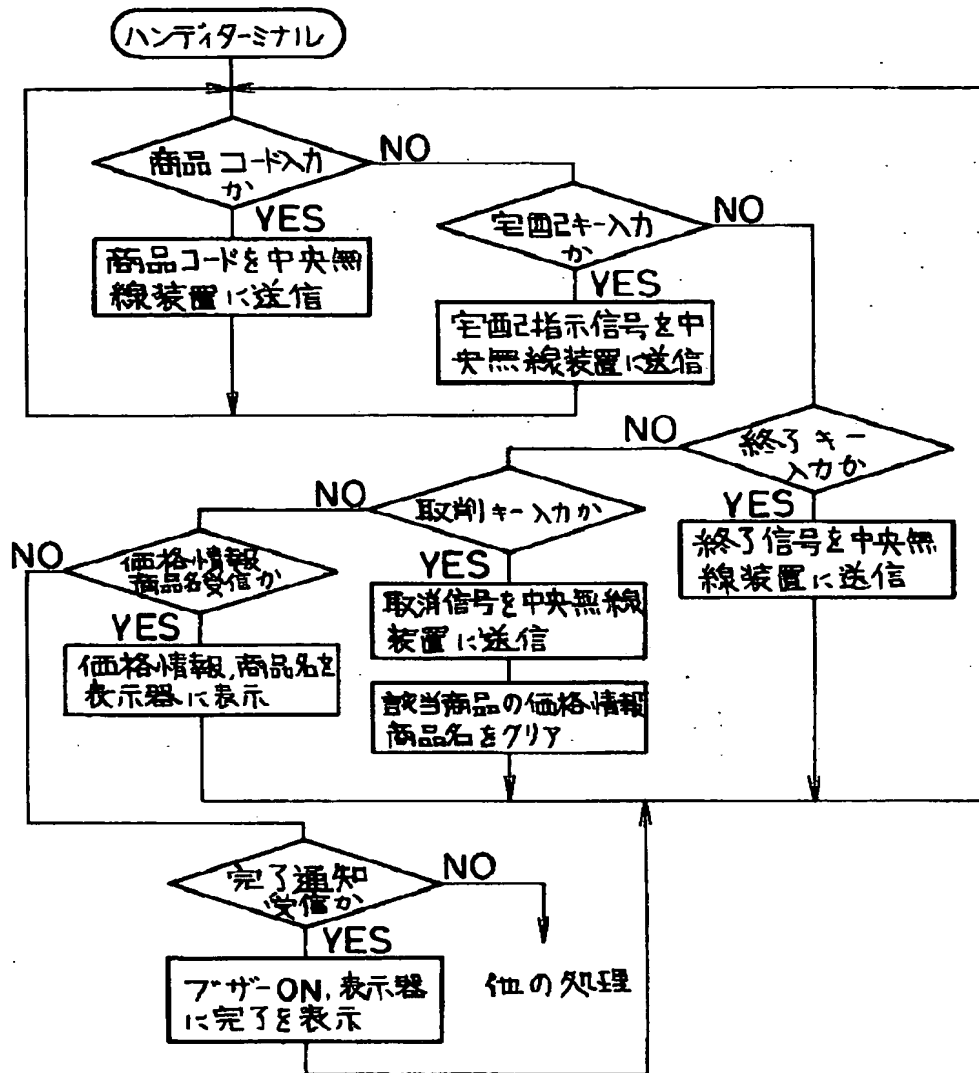 ハンディターミナル
商品コード入力
か
NO
YES
商品コードを中央無
線装置に送信
宅配キー入力
か
NO
YES
宅配指示信号を中
央無線装置に送信
終了キー
入力か
NO
YES
終了信号を中央無
線装置に送信
取削キー入力か
NO
YES
取消信号を中央無線
装置に送信
該当商品の価格情報
商品名をクリア
価格情報
商品名受信か
NO
YES
価格情報,商品名を
表示器に表示
完了通知
受信か
NO
YES
ブザーON,表示器
に完了を表示
他の処理